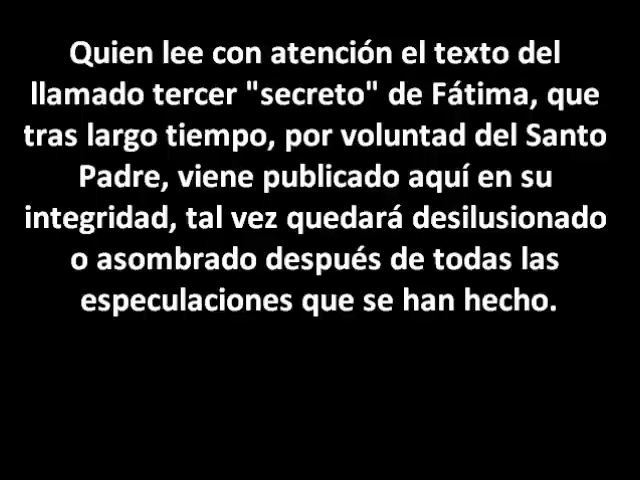 Quien lee con atención el texto del
llamado tercer "secreto" de Fátima, que
tras largo tiempo, por voluntad del Santo
Padre, viene publicado aquí en su
integridad, tal vez quedará desilusionado
o asombrado después de todas las
especulaciones que se han hecho.